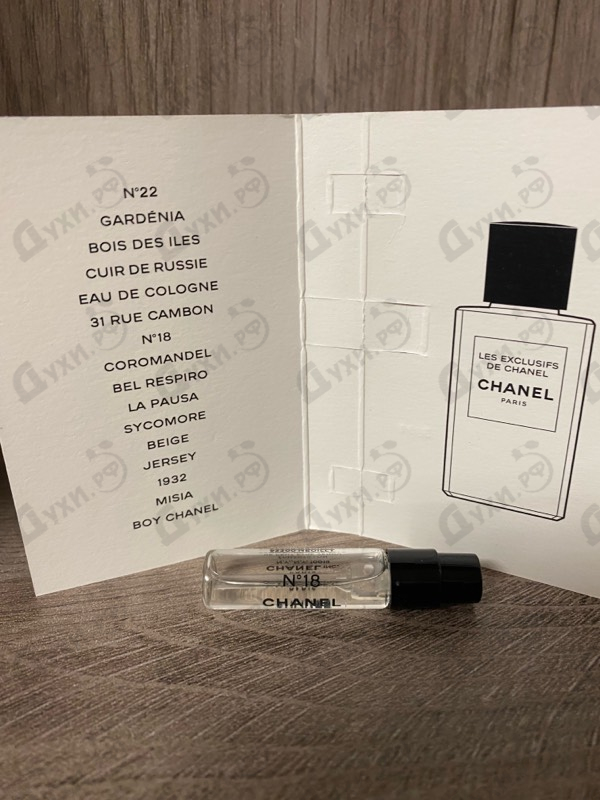 N°22
GARDÉNIA
BOIS DES ILES
CUIR DE RUSSIE
EAU DE COLOGNE
31 RUE CAMBON
N°18
COROMANDEL
BEL RESPIRO
LA PAUSA
SYCOMORE
BEIGE
JERSEY
1932
MISIA
BOY CHANEL
LES EXCLUSIFS
DE CHANEL
CHANEL
PARIS
N°18
PARIS
CHANEL
Духи.рф